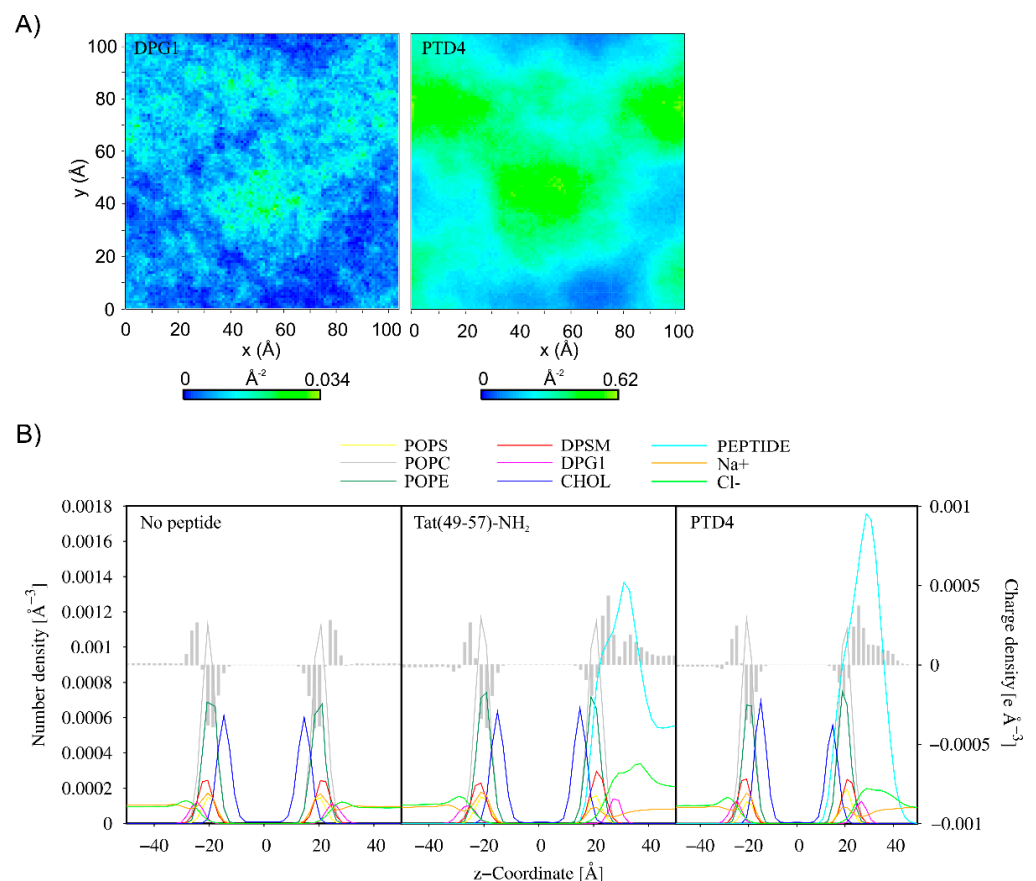 A)
DPG1 PTD4
100 80 60 40 20 0
y (Å)
0 20 40 60 80 100 0 20 40 60 80 100
x (Å) x (Å)
0 Å-2 0.034 0 Å-2 0.62
B)
POPS DPSM PEPTIDE
POPC DPG1 Na+
POPE CHOL Cl-
No peptide Tat(49-57)-NH2 PTD4
0.0018 0.001
0.0016
0.0014 0.0005
0.0012
0.001 0
0.0008
0.0006 −0.0005
0.0004
0.0002
0 −0.001
Number density [Å−3]
Charge density [e Å−3]
−40 −20 0 20 40 −40 −20 0 20 40 −40 −20 0 20 40
z−Coordinate [Å]